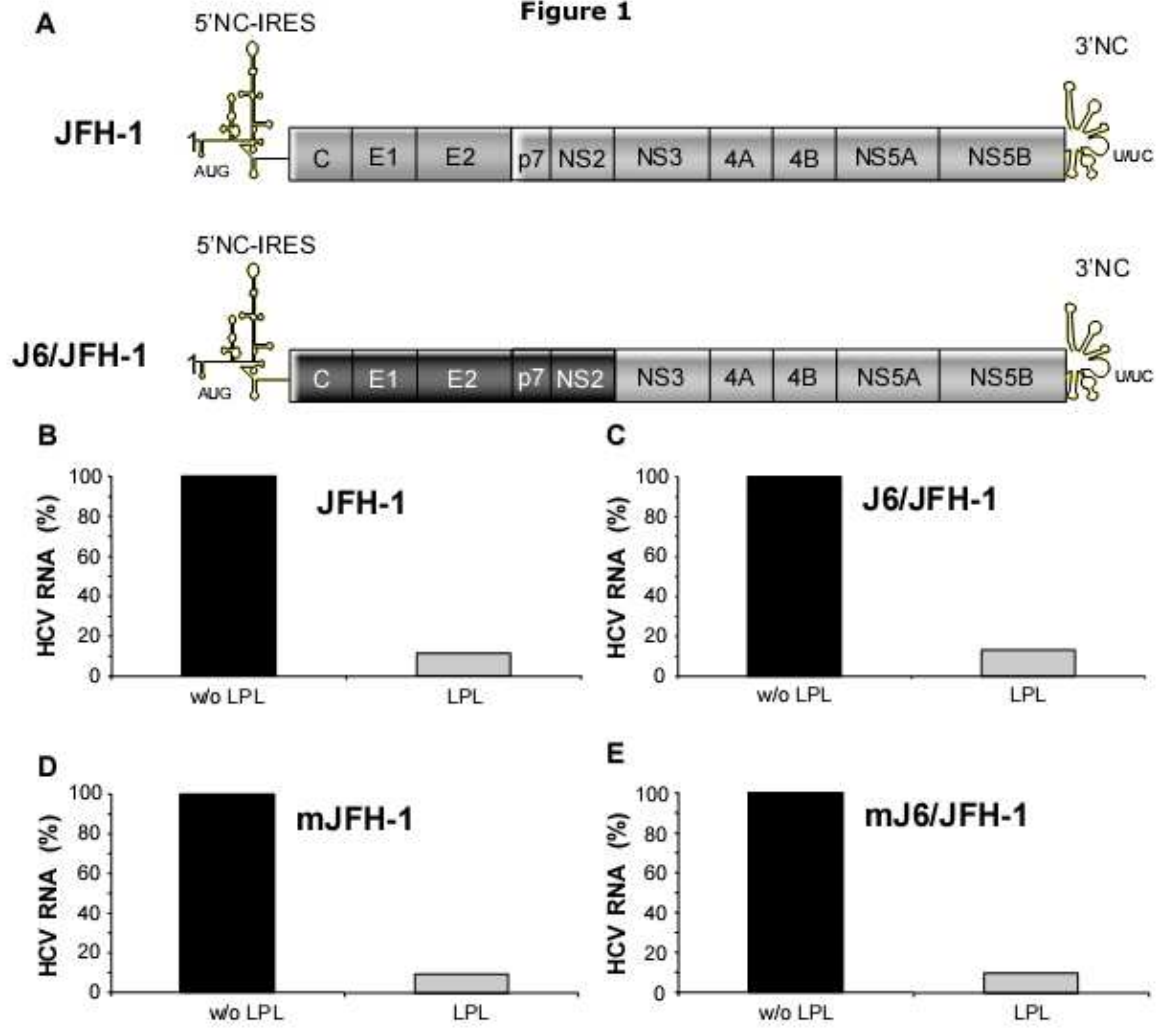 Figure 1
A
5'NC-IRES
3'NC
JFH-1
1
AUG
C E1 E2 p7 NS2 NS3 4A 4B NS5A NS5B
U/UC
5'NC-IRES
3'NC
J6/JFH-1
1
AUG
C E1 E2 p7 NS2 NS3 4A 4B NS5A NS5B
U/UC
B
JFH-1
HCV RNA (%)
100
80
60
40
20
0
w/o LPL LPL
C
J6/JFH-1
HCV RNA (%)
100
80
60
40
20
0
w/o LPL LPL
D
mJFH-1
HCV RNA (%)
100
80
60
40
20
0
w/o LPL LPL
E
mJ6/JFH-1
HCV RNA (%)
100
80
60
40
20
0
w/o LPL LPL